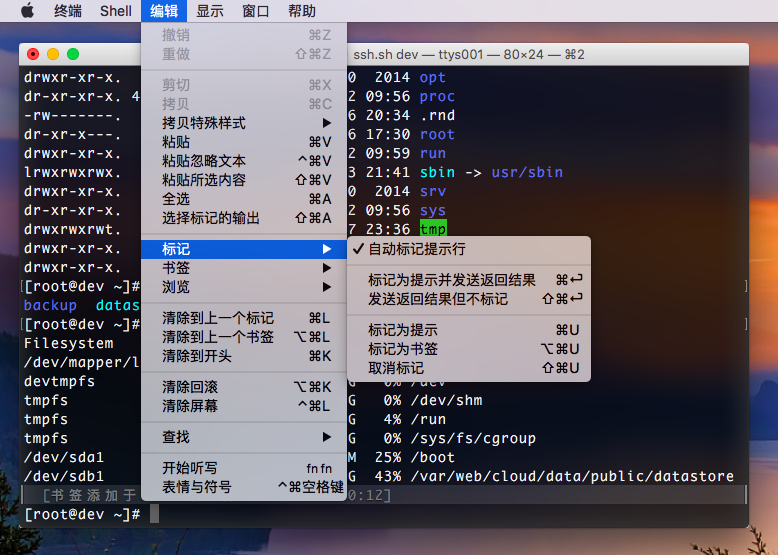 终端 Shell 编辑 显示 窗口 帮助
ssh.sh dev — ttys001 — 80×24 — ⌘2
撤销 ⌘Z
重做 ⇧⌘Z
剪切 ⌘X
拷贝 ⌘C
拷贝特殊样式 ▶
粘贴 ⌘V
粘贴忽略文本 ^⌘V
粘贴所选内容 ⇧⌘V
全选 ⌘A
选择标记的输出 ⇧⌘A
标记 ▶
书签 ▶
浏览 ▶
清除到上一个标记 ⌘L
清除到上一个书签 ⌥⌘L
清除到开头 ⌘K
清除回滚 ⌥⌘K
清除屏幕 ^⌘L
查找 ▶
开始听写 fn fn
表情与符号 ^⌘空格键
✓ 自动标记提示行
标记为提示并发送返回结果 ⌘↩
发送返回结果但不标记 ⇧⌘↩
标记为提示 ⌘U
标记为书签 ⌥⌘U
取消标记 ⇧⌘U
drwxr-xr-x. 0 2014 opt
dr-xr-xr-x. 4 2 09:56 proc
-rw-------. 6 20:34 .rnd
dr-xr-x---. 6 17:30 root
drwxr-xr-x. 2 09:59 run
lrwxrwxrwx. 3 21:41 sbin -> usr/sbin
drwxr-xr-x. 0 2014 srv
dr-xr-xr-x. 2 09:56 sys
drwxrwxrwt. 7 23:36 tmp
drwxr-xr-x.
drwxr-xr-x.
[root@dev ~]# ]
backup datas
[root@dev ~]# ]
Filesystem
/dev/mapper/l
devtmpfs G 0% /dev
tmpfs G 0% /dev/shm
tmpfs G 4% /run
tmpfs G 0% /sys/fs/cgroup
/dev/sda1 M 25% /boot
/dev/sdb1 G 43% /var/web/cloud/data/public/datastore
[书签添加于 0:12]
[root@dev ~]#